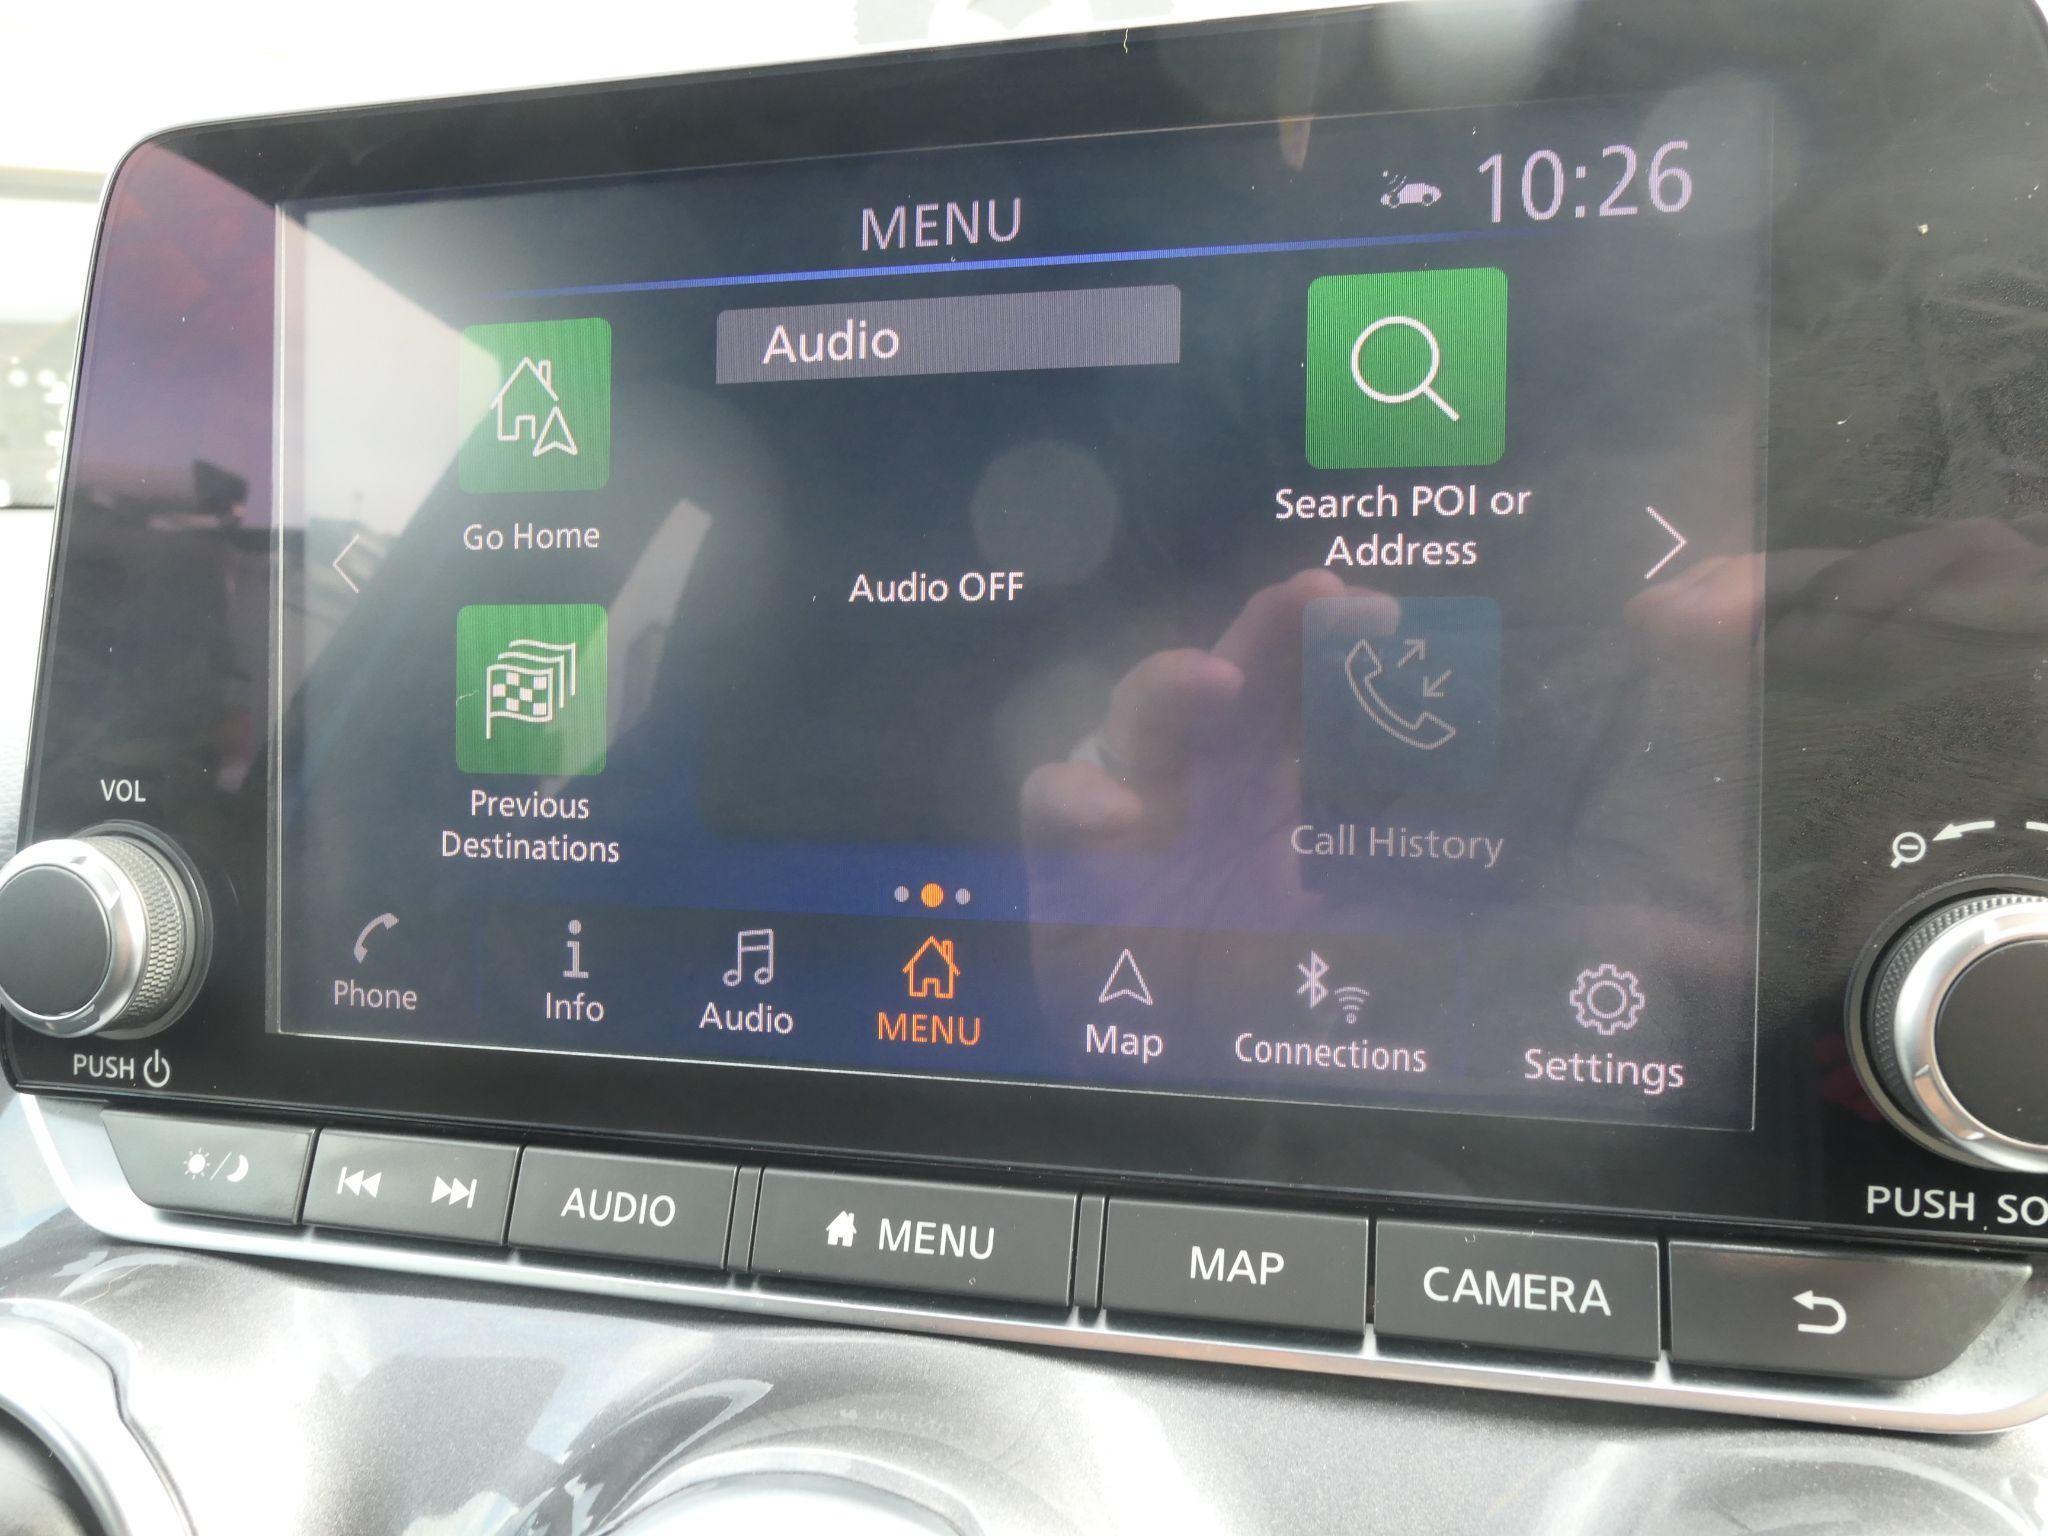 MENU
10:26
Audio
Go Home
Audio OFF
Search POI or
Address
Previous
Destinations
Call History
VOL
PUSH
Phone
Info
Audio
MENU
Map
Connections
Settings
AUDIO
MENU
MAP
CAMERA
PUSH SO